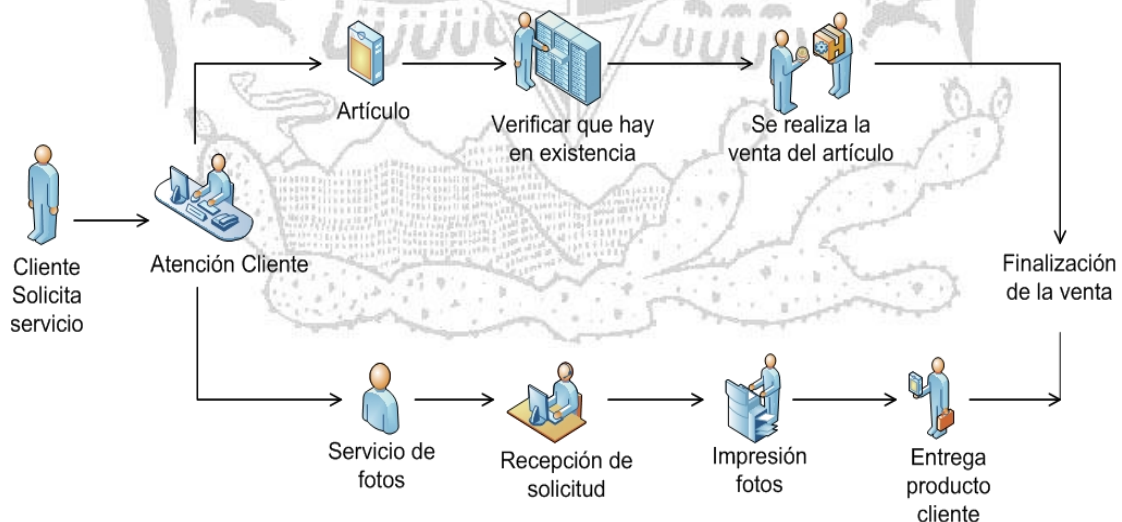 Cliente
Solicita
servicio
Atención Cliente
Artículo
Verificar que hay
en existencia
Se realiza la
venta del artículo
Finalización
de la venta
Servicio de
fotos
Recepción de
solicitud
Impresión
fotos
Entrega
producto
cliente